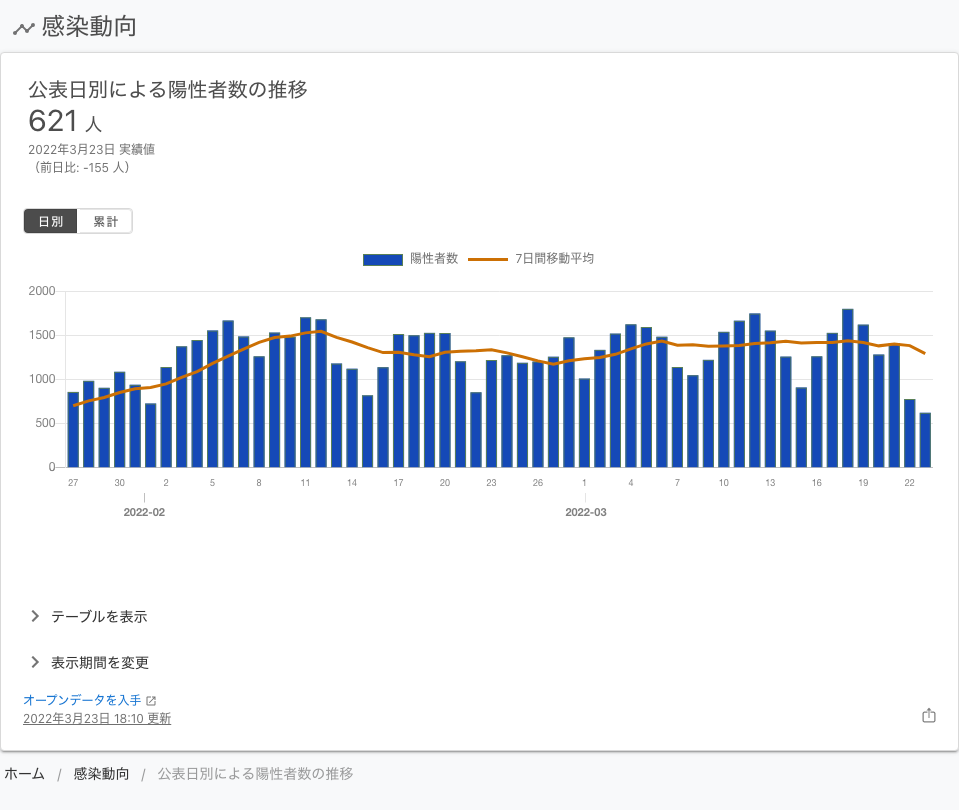 感染動向
公表日別による陽性者数の推移
621 人
2022年3月23日 実績値
（前日比: -155 人）
日別 累計
陽性者数 7日間移動平均
2000
1500
1000
500
0
27 30 2 5 8 11 14 17 20 23 26 1 4 7 10 13 16 19 22
2022-02 2022-03
テーブルを表示
表示期間を変更
オープンデータを入手
2022年3月23日 18:10 更新
ホーム / 感染動向 / 公表日別による陽性者数の推移